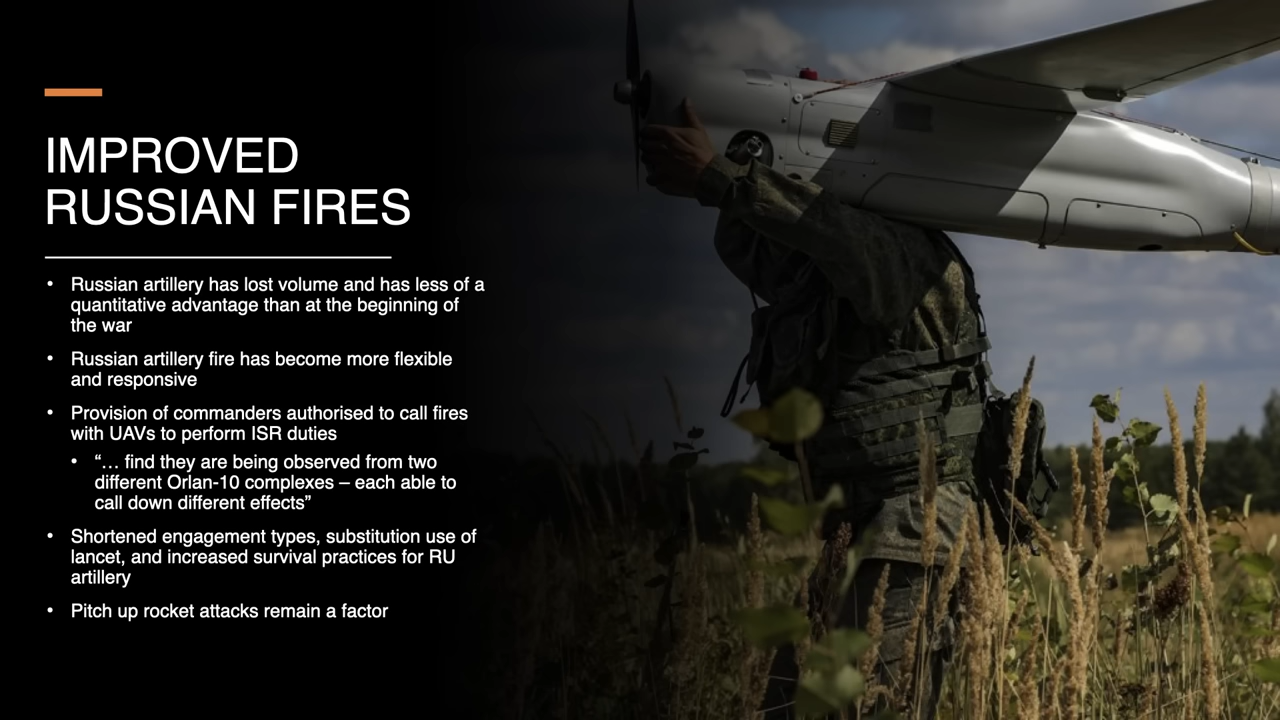 IMPROVED
RUSSIAN FIRES
• Russian artillery has lost volume and has less of a
quantitative advantage than at the beginning of
the war
• Russian artillery fire has become more flexible
and responsive
• Provision of commanders authorised to call fires
with UAVs to perform ISR duties
• “… find they are being observed from two
different Orlan-10 complexes – each able to
call down different effects”
• Shortened engagement types, substitution use of
lancet, and increased survival practices for RU
artillery
• Pitch up rocket attacks remain a factor